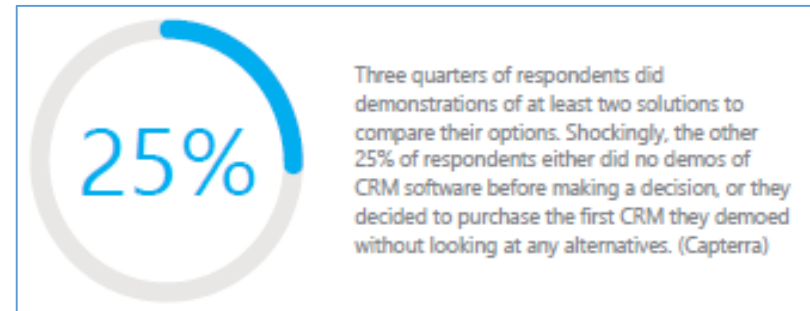 25%
Three quarters of respondents did
demonstrations of at least two solutions to
compare their options. Shockingly, the other
25% of respondents either did no demos of
CRM software before making a decision, or they
decided to purchase the first CRM they demoed
without looking at any alternatives. (Capterra)